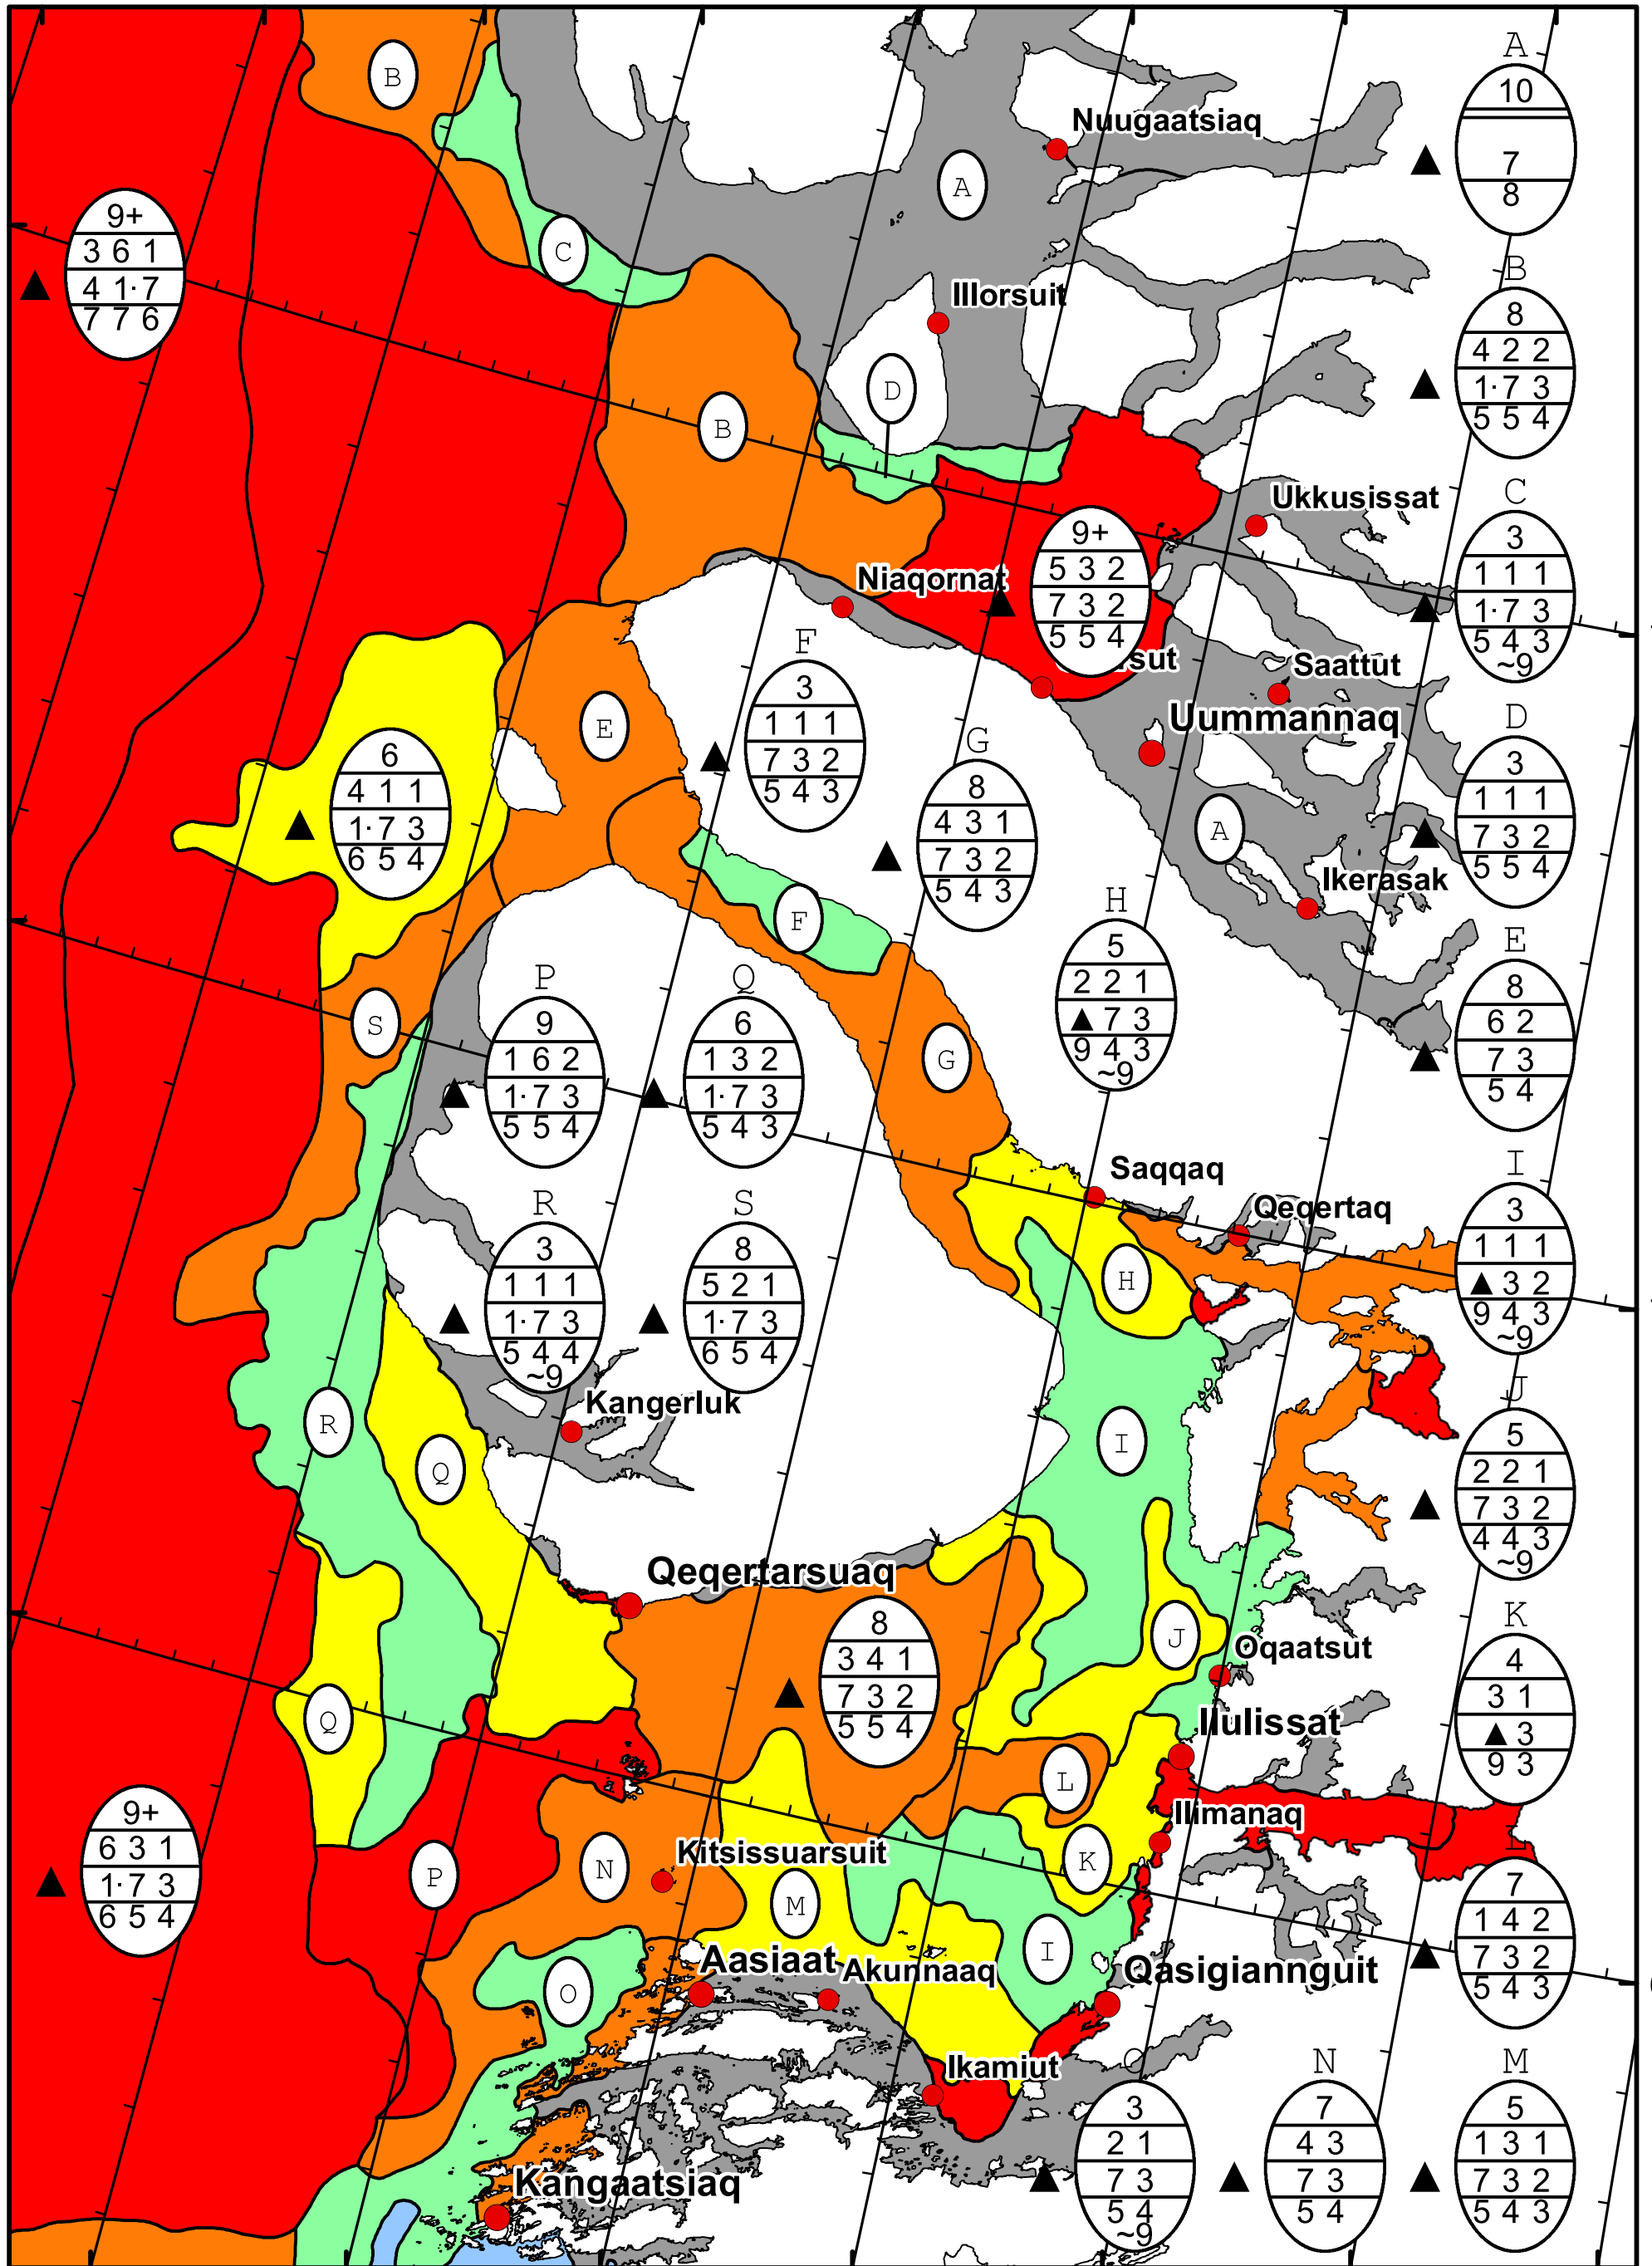 B
A
C
D
B
E
F
A
G
S
H
I
R
Q
J
Q
L
K
N
P
M
I
O
Nuugaatsiaq
Illorsuit
Ukkusissat
Niaqornat
sut
Saattut
Uummannaq
Ikerasak
Saqqaq
Qeqertaq
Kangerluk
Qeqertarsuaq
Oqaatsut
Ilulissat
Ilimanaq
Kitsissuarsuit
Aasiaat
Akunnaaq
Qasigiannguit
Ikamiut
Kangaatsiaq
9+
3 6 1
4 1· 7
7 7 6
9+
5 3 2
7 3 2
5 5 4
6
4 1 1
1· 7 3
6 5 4
8
3 4 1
7 3 2
5 5 4
9+
6 3 1
1· 7 3
6 5 4
A
10
7
8
B
8
4 2 2
1· 7 3
5 5 4
C
3
1 1 1
1· 7 3
5 4 3
~9
D
3
1 1 1
7 3 2
5 5 4
E
8
6 2
7 3
5 4
F
3
1 1 1
7 3 2
5 4 3
G
8
4 3 1
7 3 2
5 4 3
H
5
2 2 1
▲ 7 3
9 4 3
~9
I
3
1 1 1
▲ 3 2
9 4 3
~9
J
5
2 2 1
7 3 2
4 4 3
~9
K
4
3 1
▲ 3
9 3
L
7
1 4 2
7 3 2
5 4 3
M
5
1 3 1
7 3 2
5 4 3
N
7
4 3
7 3
5 4
O
3
2 1
7 3
5 4
~9
P
9
1 6 2
1· 7 3
5 5 4
Q
6
1 3 2
1· 7 3
5 4 3
R
3
1 1 1
1· 7 3
5 4 4
~9
S
8
5 2 1
1· 7 3
6 5 4